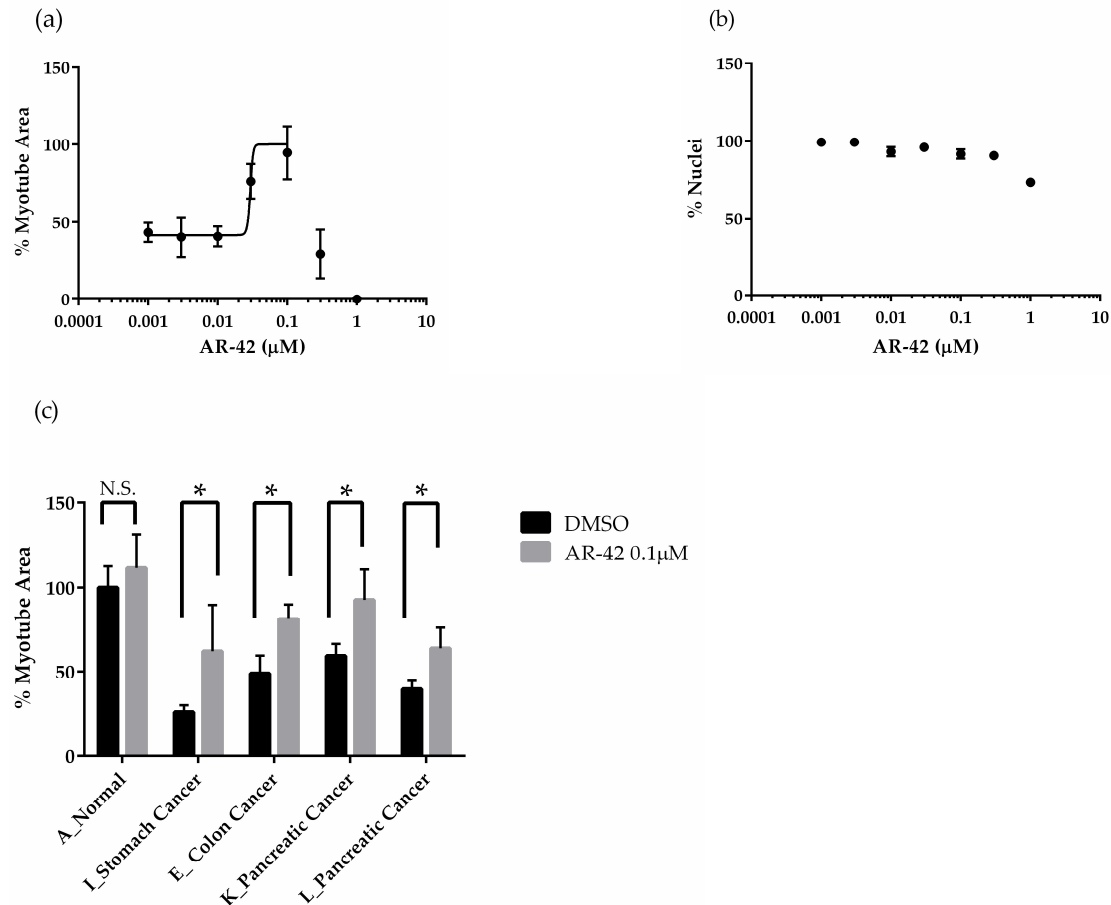 (a)
150
100
50
0
% Myotube Area
0.0001 0.001 0.01 0.1 1 10
AR-42 (μM)
(b)
150
100
50
0
% Nuclei
0.0001 0.001 0.01 0.1 1 10
AR-42 (μM)
(c)
N.S. * * * *
150
100
50
0
% Myotube Area
A_Normal
I_Stomach Cancer
E_ Colon Cancer
K_Pancreatic Cancer
L_Pancreatic Cancer
DMSO
AR-42 0.1μM